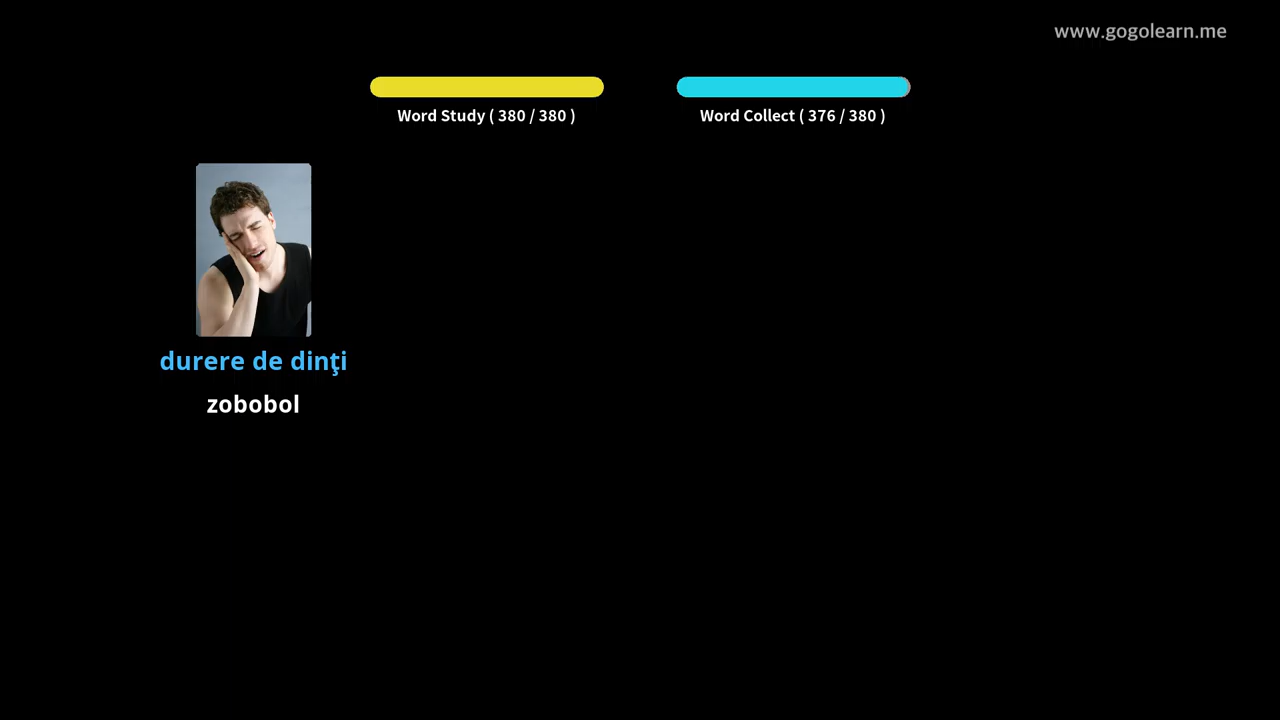 www.gogolearn.me
Word Study ( 380 / 380 )
Word Collect ( 376 / 380 )
durere de dinţi
zobobol